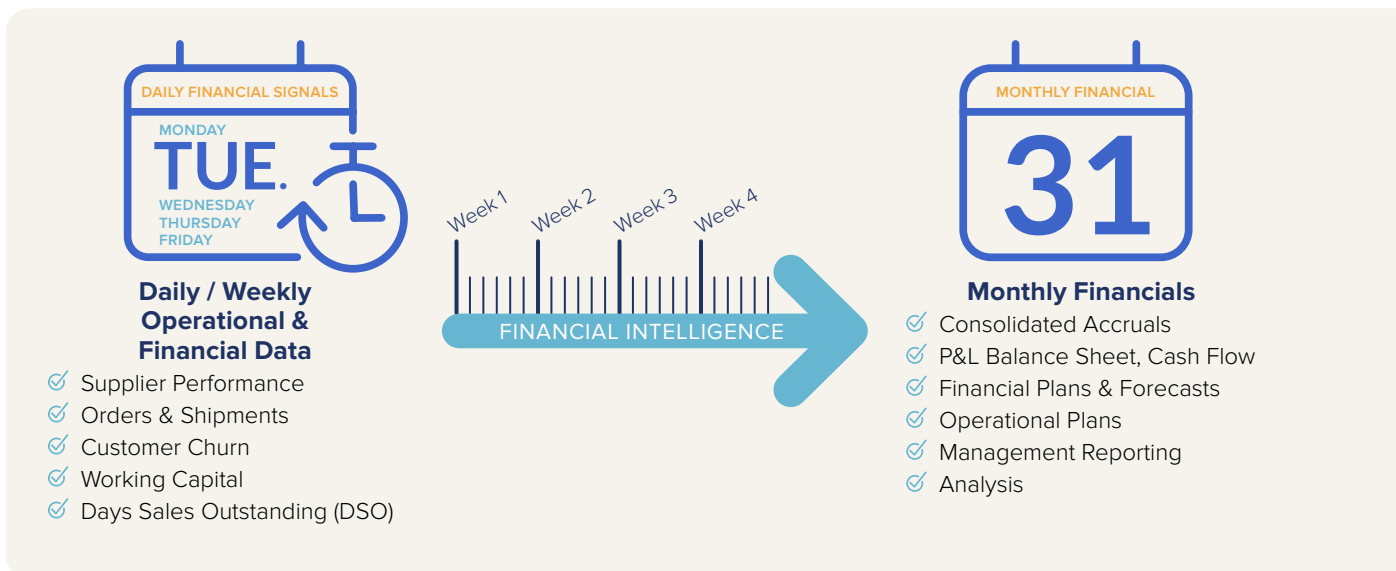 DAILY FINANCIAL SIGNALS
MONDAY
TUE.
WEDNESDAY
THURSDAY
FRIDAY
Daily / Weekly
Operational &
Financial Data
Supplier Performance
Orders & Shipments
Customer Churn
Working Capital
Days Sales Outstanding (DSO)
Week 1
Week 2
Week 3
Week 4
FINANCIAL INTELLIGENCE
MONTHLY FINANCIAL
31
Monthly Financials
Consolidated Accruals
P&L Balance Sheet, Cash Flow
Financial Plans & Forecasts
Operational Plans
Management Reporting
Analysis